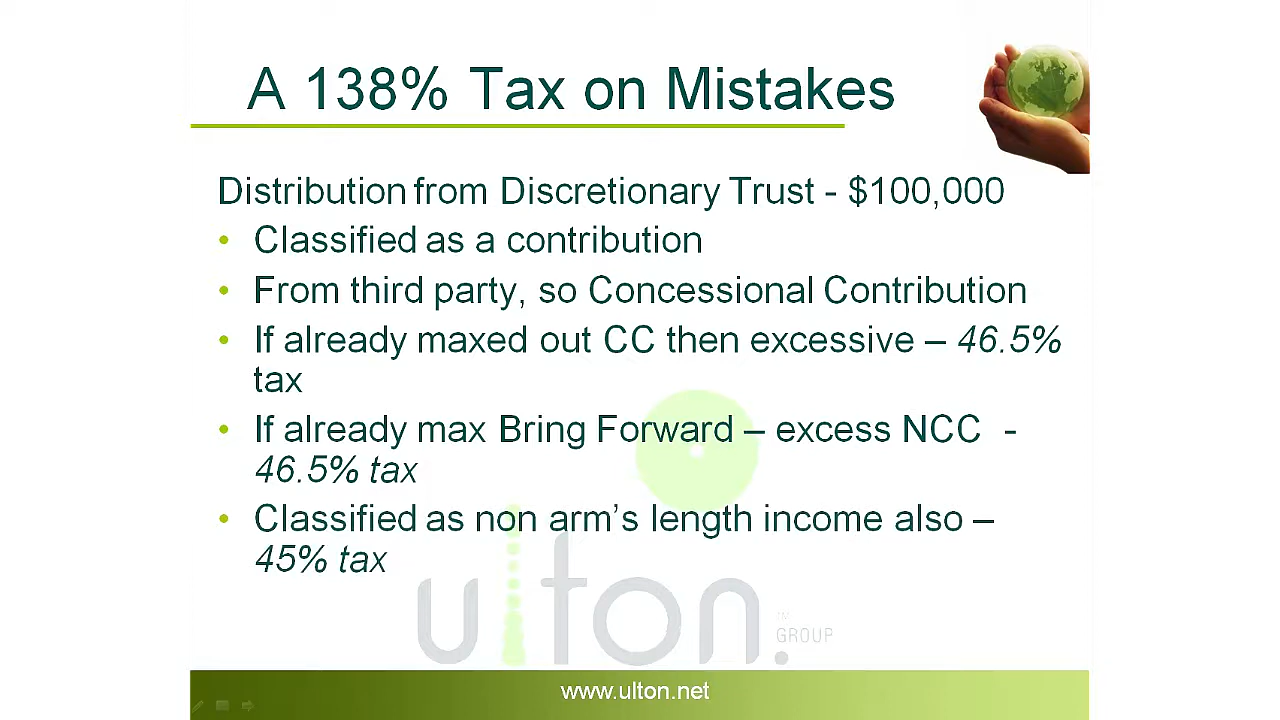 A 138% Tax on Mistakes
Distribution from Discretionary Trust - $100,000
• Classified as a contribution
• From third party, so Concessional Contribution
• If already maxed out CC then excessive – 46.5%
tax
• If already max Bring Forward – excess NCC -
46.5% tax
• Classified as non arm's length income also –
45% tax
ulton.
TM
GROUP
www.ulton.net